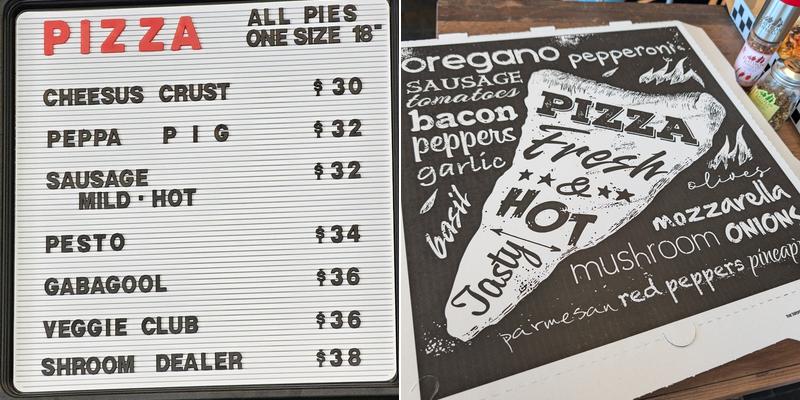 PIZZA
ALL PIES
ONE SIZE 18"
CHEESUS CRUST $30
PEPPA PIG $32
SAUSAGE $32
MILD · HOT
PESTO $34
GABAGOOL $36
VEGGIE CLUB $36
SHROOM DEALER $38
oregano pepperoni
SAUSAGE
tomatoes
bacon
peppers
garlic
basil
PIZZA
Fresh
&
HOT
Tasty
olives
mozzarella
mushroom ONIONS
parmesan red peppers pineap